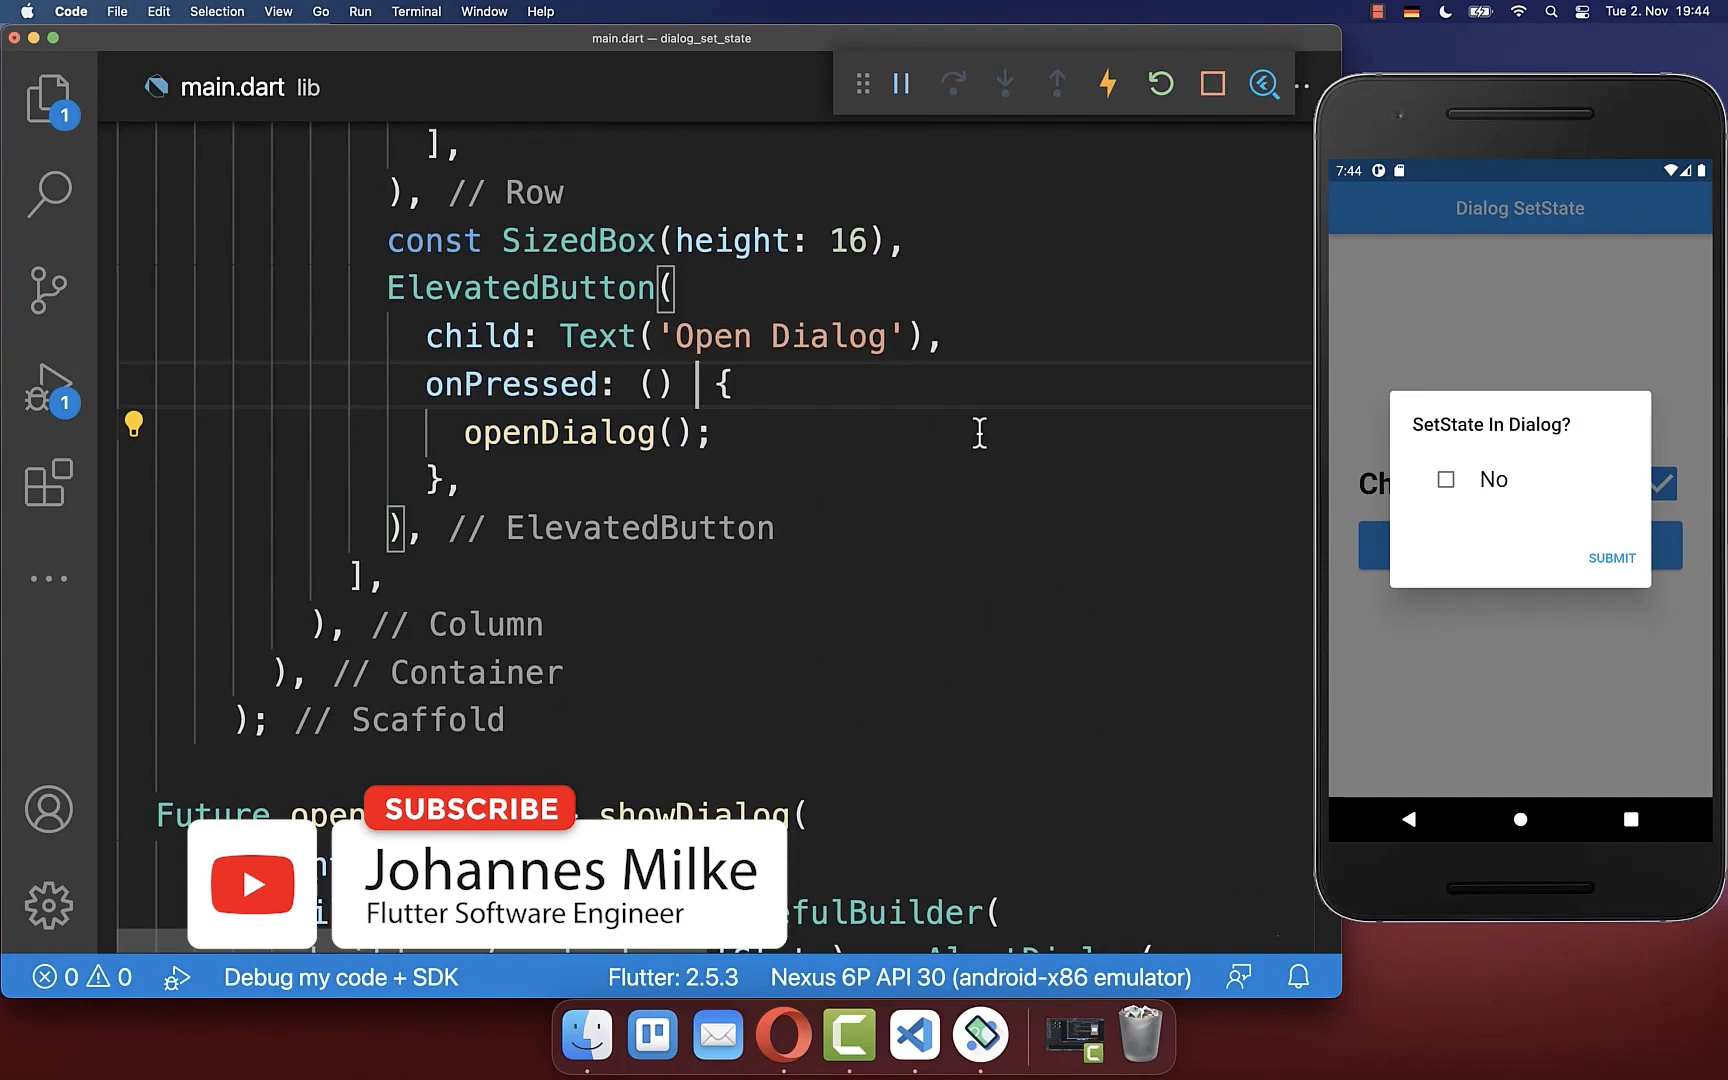 Code File Edit Selection View Go Run Terminal Window Help
Tue 2. Nov 19:44
main.dart — dialog_set_state
main.dart lib
1
1
],
), // Row
const SizedBox(height: 16),
ElevatedButton(
child: Text('Open Dialog'),
onPressed: () {
openDialog();
},
), // ElevatedButton
],
), // Column
), // Container
); // Scaffold
Future open showDialog(
SUBSCRIBE
Johannes Milke
Flutter Software Engineer
fulBuilder(
0 0 Debug my code + SDK Flutter: 2.5.3 Nexus 6P API 30 (android-x86 emulator)
7:44
Dialog SetState
SetState In Dialog?
Ch
No
SUBMIT